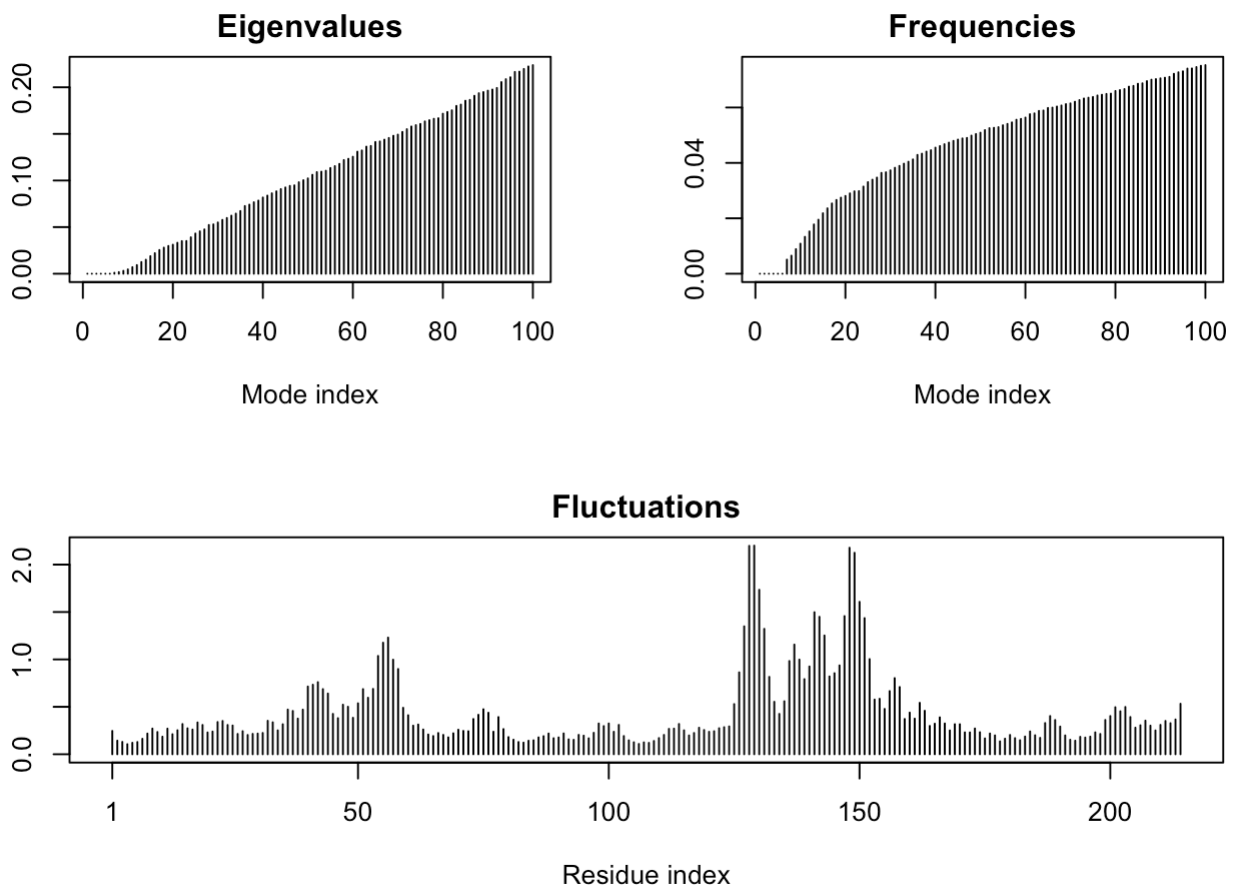 Eigenvalues
0.20
0.10
0.00
0 20 40 60 80 100
Mode index
Frequencies
0.04
0.00
0 20 40 60 80 100
Mode index
Fluctuations
2.0
1.0
0.0
1 50 100 150 200
Residue index